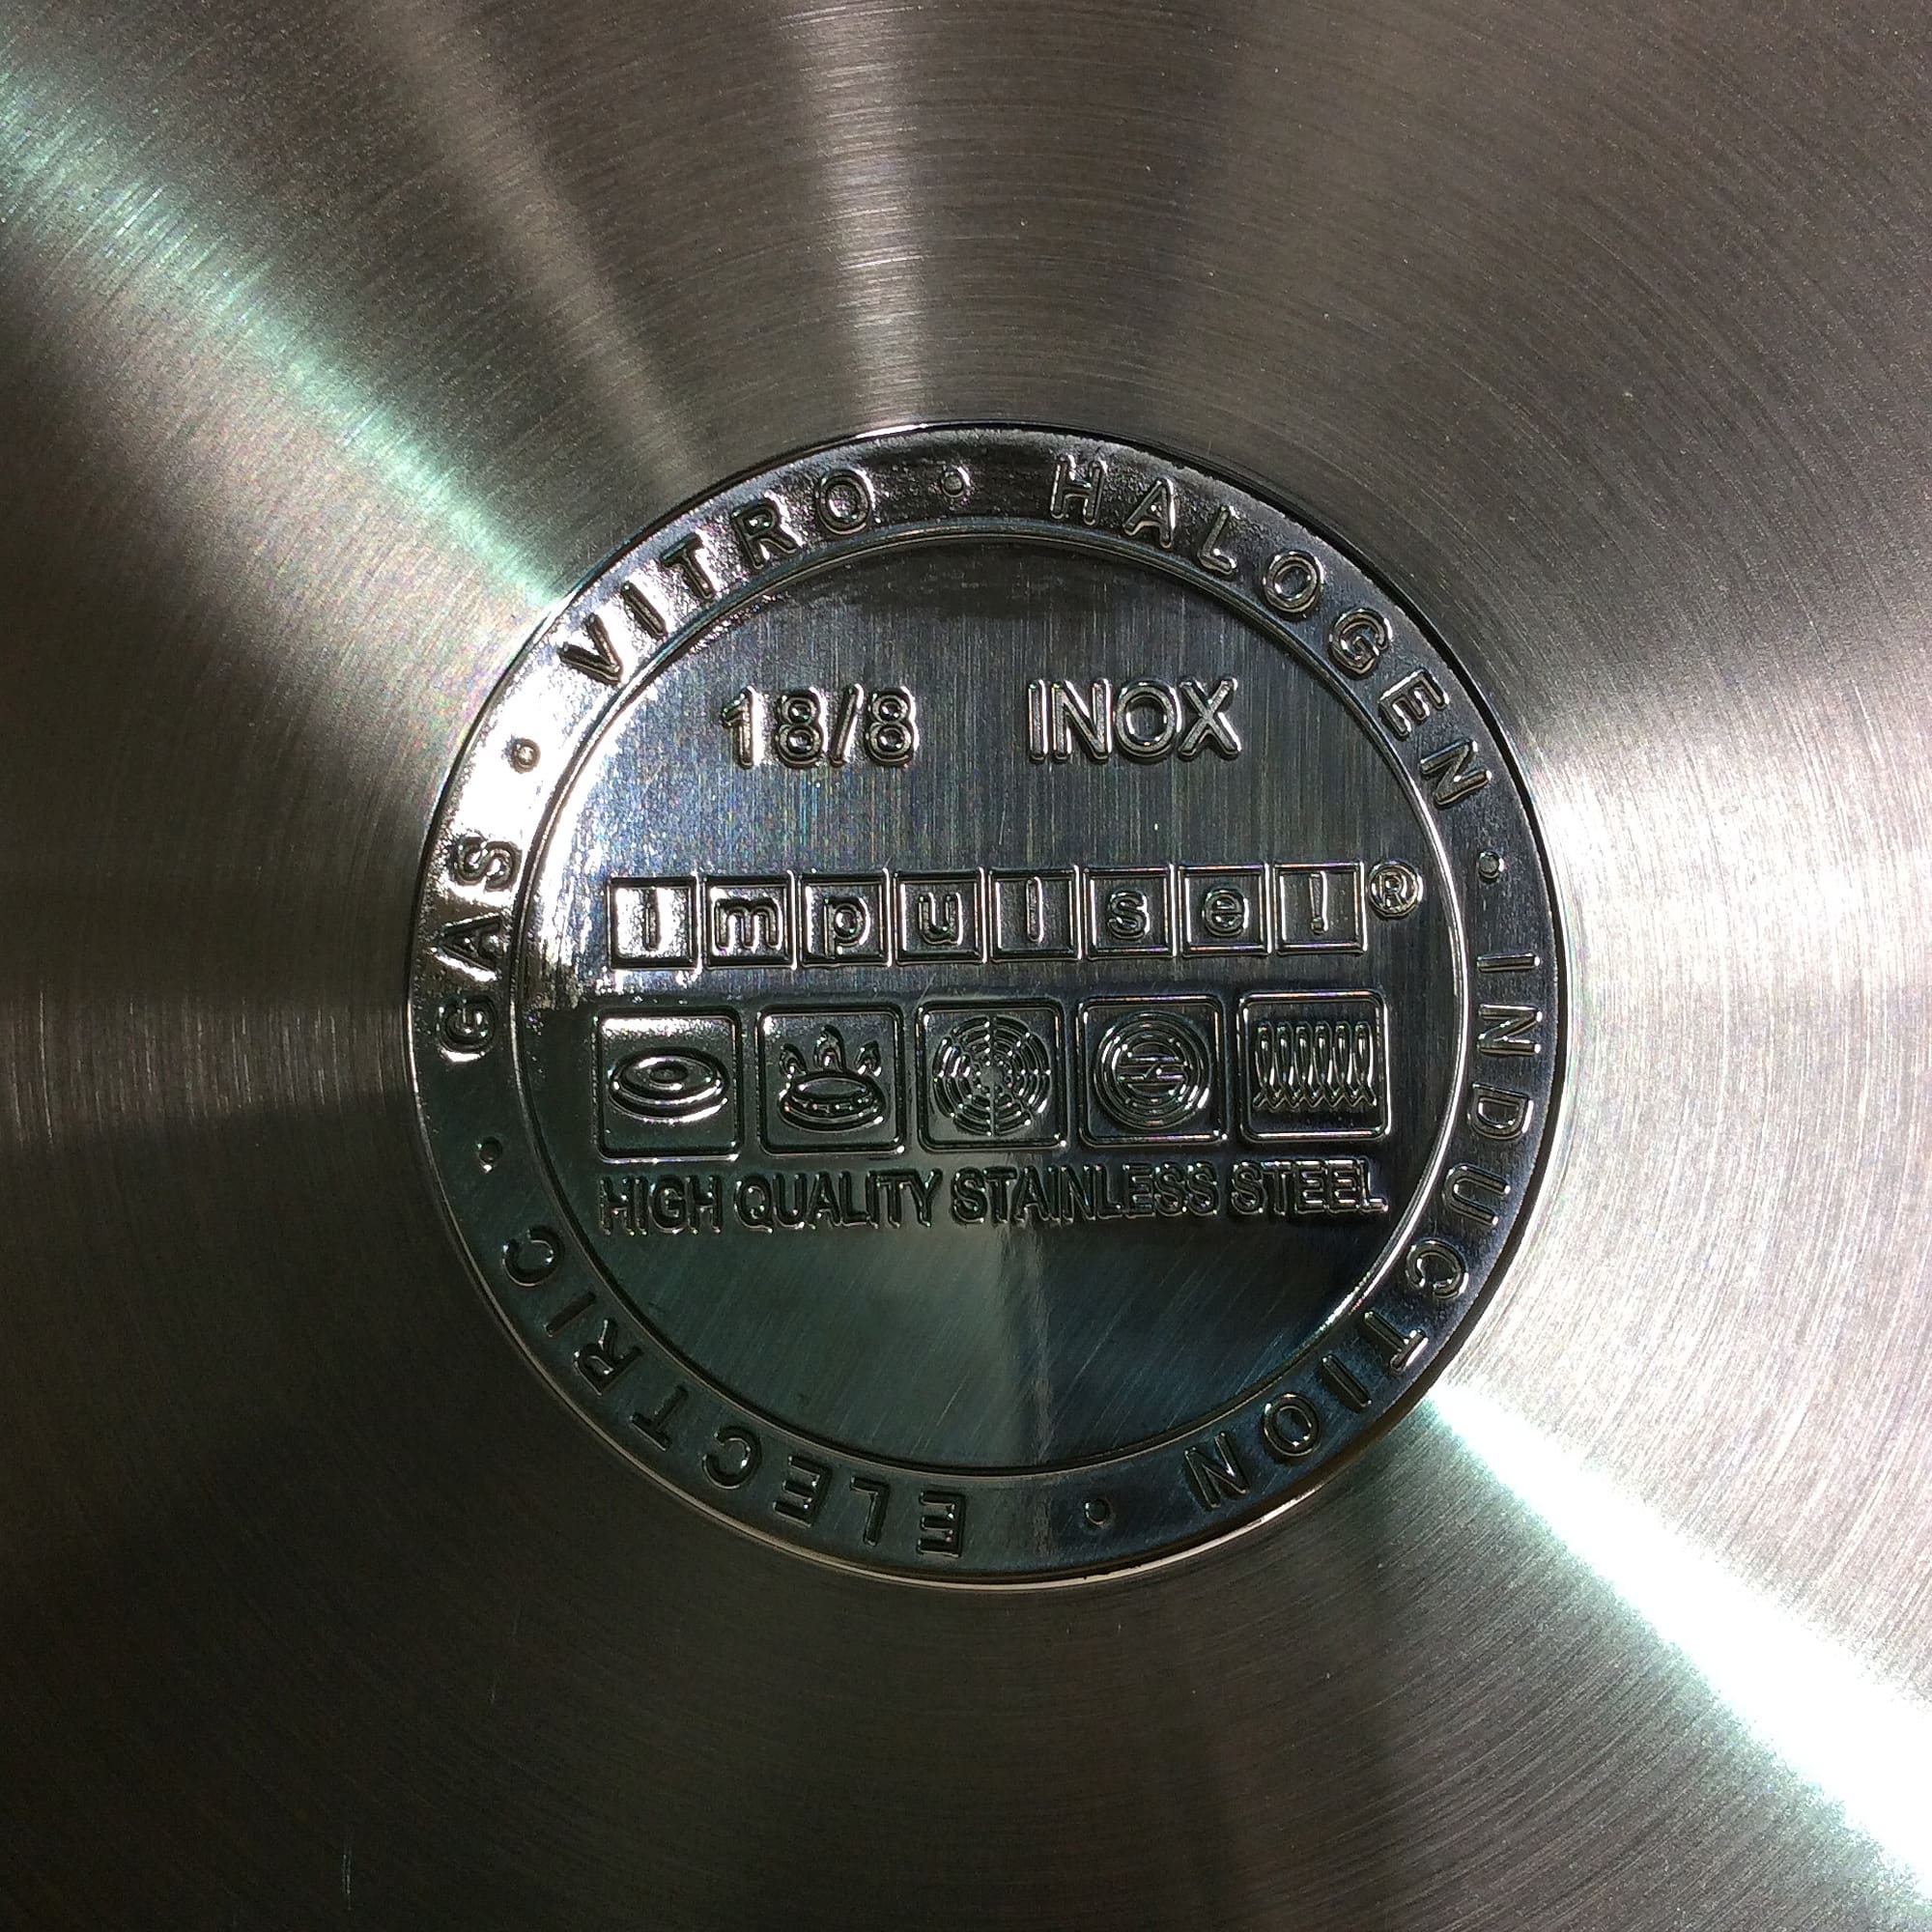 GAS · VITRO · HALOGEN · INDUCTION · ELECTRIC ·
18/8 INOX
impulse!®
HIGH QUALITY STAINLESS STEEL